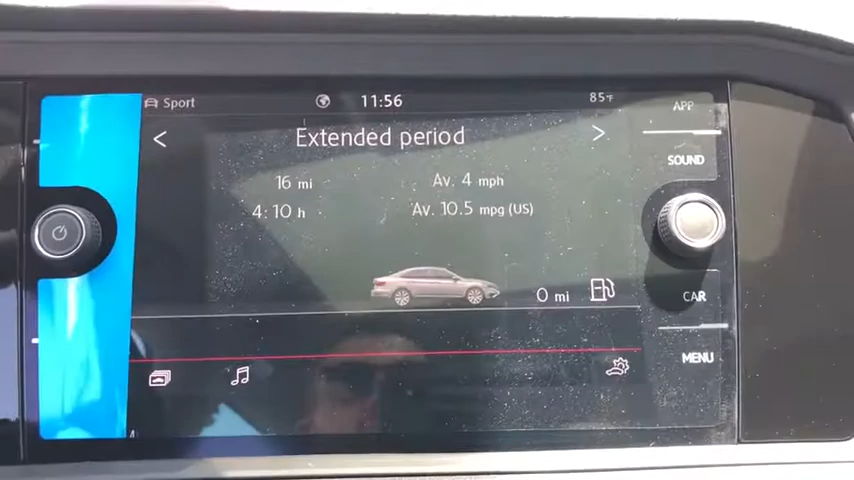 Sport
11:56
85°F
APP
< Extended period >
SOUND
16 mi
Av. 4 mph
4:10 h
Av. 10.5 mpg (US)
0 mi
CAR
MENU